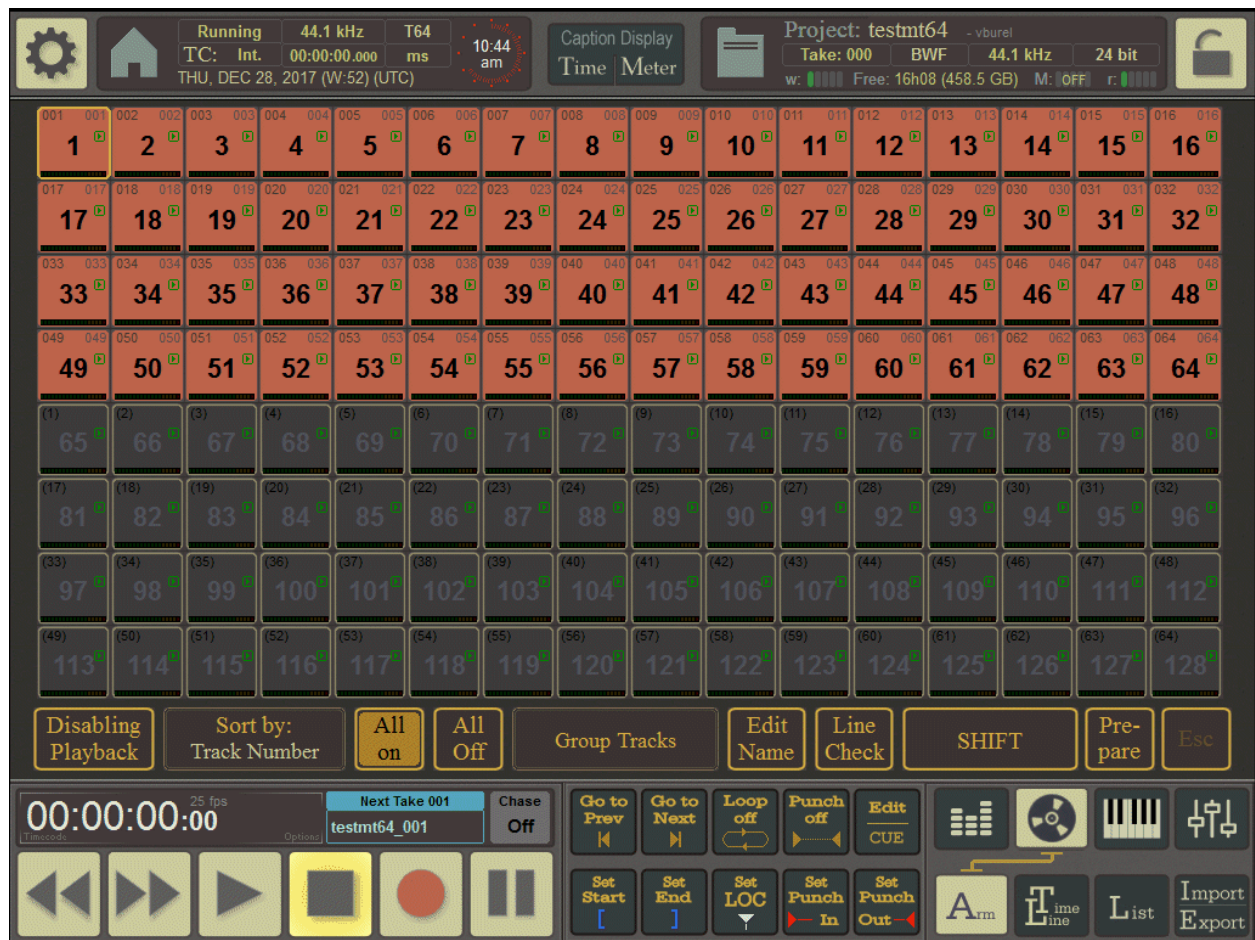 Running 44.1 kHz T64
TC: Int. 00:00:00.000 ms
THU, DEC 28, 2017 (W:52) (UTC)
10:44
am
Caption Display
Time Meter
Project: testmt64 - vburel
Take: 000 BWF 44.1 kHz 24 bit
w: Free: 16h08 (458.5 GB) M: OFF r:
001 001 002 002 003 003 004 004 005 005 006 006 007 007 008 008 009 009 010 010 011 011 012 012 013 013 014 014 015 015 016 016
1 2 3 4 5 6 7 8 9 10 11 12 13 14 15 16
017 017 018 018 019 019 020 020 021 021 022 022 023 023 024 024 025 025 026 026 027 027 028 028 029 029 030 030 031 031 032 032
17 18 19 20 21 22 23 24 25 26 27 28 29 30 31 32
033 033 034 034 035 035 036 036 037 037 038 038 039 039 040 040 041 041 042 042 043 043 044 044 045 045 046 046 047 047 048 048
33 34 35 36 37 38 39 40 41 42 43 44 45 46 47 48
049 049 050 050 051 051 052 052 053 053 054 054 055 055 056 056 057 057 058 058 059 059 060 060 061 061 062 062 063 063 064 064
49 50 51 52 53 54 55 56 57 58 59 60 61 62 63 64
(1) (2) (3) (4) (5) (6) (7) (8) (9) (10) (11) (12) (13) (14) (15) (16)
65 66 67 68 69 70 71 72 73 74 75 76 77 78 79 80
(17) (18) (19) (20) (21) (22) (23) (24) (25) (26) (27) (28) (29) (30) (31) (32)
81 82 83 84 85 86 87 88 89 90 91 92 93 94 95 96
(33) (34) (35) (36) (37) (38) (39) (40) (41) (42) (43) (44) (45) (46) (47) (48)
97 98 99 100 101 102 103 104 105 106 107 108 109 110 111 112
(49) (50) (51) (52) (53) (54) (55) (56) (57) (58) (59) (60) (61) (62) (63) (64)
113 114 115 116 117 118 119 120 121 122 123 124 125 126 127 128
Disabling
Playback
Sort by:
Track Number
All
on
All
Off
Group Tracks
Edit
Name
Line
Check
SHIFT
Pre-
pare
Esc
00:00:00:00
25 fps
Timecode
Options
Next Take 001
testmt64_001
Chase
Off
Go to
Prev
Go to
Next
Loop
off
Punch
off
Edit
CUE
Set
Start
[
Set
End
]
Set
LOC
Set
Punch
In
Set
Punch
Out
Arm
Time
Line
List
Import
Export